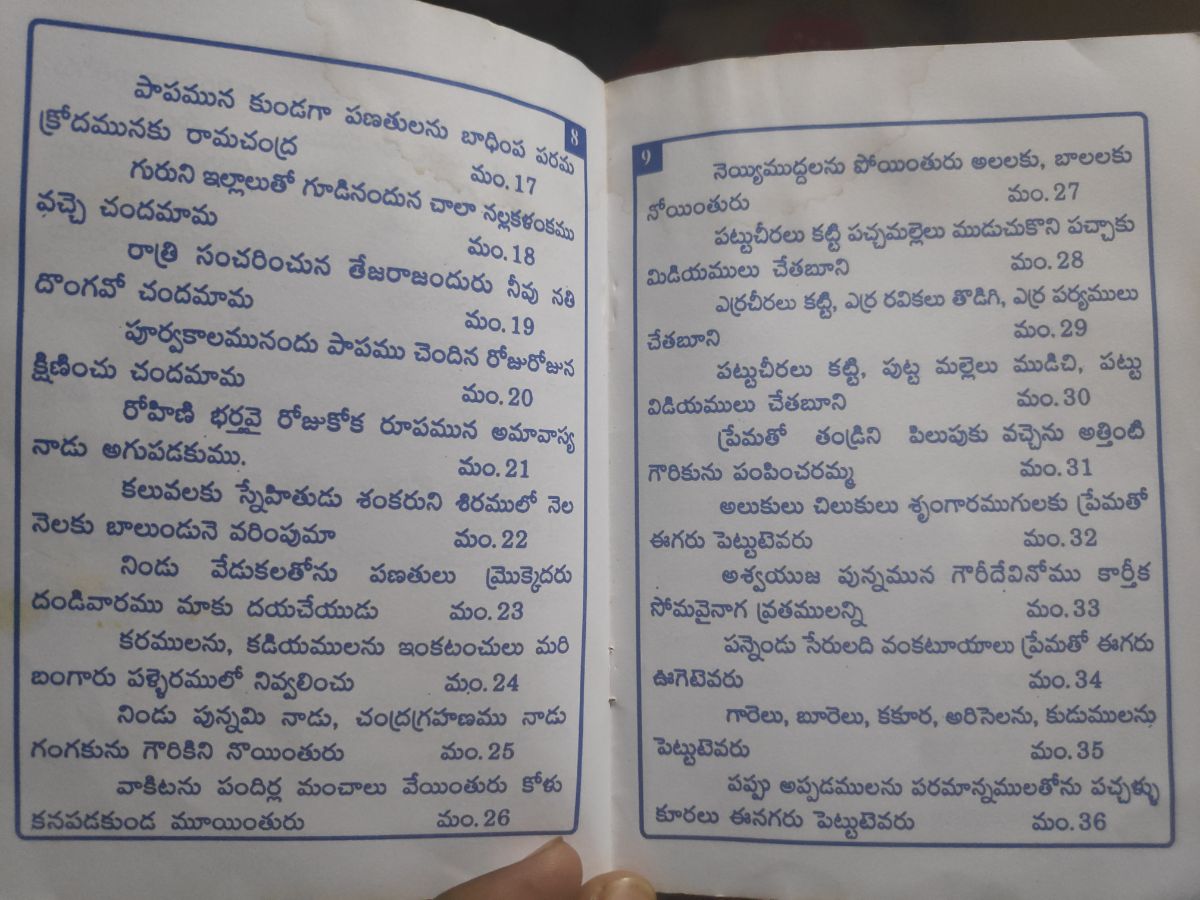 8
పాపమున కుండగా పణతులను బాధింప పరమ
క్రోదమునకు రామచంద్ర మం.17
గురుని ఇల్లాలుతో గూడినందున చాలా నల్లకళంకము
వచ్చె చందమామ మం.18
రాత్రి సంచరించున తేజరాజందురు నీవు నతి
దొంగవో చందమామ మం.19
పూర్వకాలమునందు పాపము చెందిన రోజురోజున
క్షీణించు చందమామ మం.20
రోహిణి భర్తవై రోజుకోక రూపమున అమావాస్య
నాడు అగుపడకుము. మం.21
కలువలకు స్నేహితుడు శంకరుని శిరములో నెల
నెలకు బాలుండునె వరింపుమా మం.22
నిండు వేడుకలతోను పణతులు మ్రొక్కెదరు
దండివారము మాకు దయచేయుడు మం.23
కరములను, కడియములను ఇంకటంచులు మరి
బంగారు పళ్ళెరములో నివ్వలించు మం.24
నిండు పున్నమి నాడు, చంద్రగ్రహణము నాడు
గంగకును గౌరికిని నొయింతురు మం.25
వాకిటను పందిర్ల మంచాలు వేయింతురు కోళు
కనపడకుండ మూయింతురు మం.26
9
నెయ్యిముద్దలను పోయింతురు అలలకు, బాలలకు
నోయింతురు మం.27
పట్టుచీరలు కట్టి పచ్చమల్లెలు ముడుచుకొని పచ్చాకు
మిడియములు చేతబూని మం.28
ఎర్రచీరలు కట్టి, ఎర్ర రవికలు తొడిగి, ఎర్ర పర్యములు
చేతబూని మం.29
పట్టుచీరలు కట్టి, పుట్ట మల్లెలు ముడిచి, పట్టు
విడియములు చేతబూని మం.30
ప్రేమతో తండ్రిని పిలుపుకు వచ్చెను అత్తింటి
గౌరికును పంపించరమ్మ మం.31
అలుకులు చిలుకులు శృంగారముగులకు ప్రేమతో
ఈగరు పెట్టుటెవరు మం.32
అశ్వయుజ పున్నమున గౌరీదేవినోము కార్తీక
సోమవైనాగ వ్రతములన్ని మం.33
పన్నెండు సేరులది వంకటూయాలు ప్రేమతో ఈగరు
ఊగెటెవరు మం.34
గారెలు, బూరెలు, కకూర, అరిసెలను, కుడుములను
పెట్టుటెవరు మం.35
పప్పు అప్పడములను పరమాన్నములతోను పచ్చళ్ళు
కూరలు ఈనగరు పెట్టుటెవరు మం.36